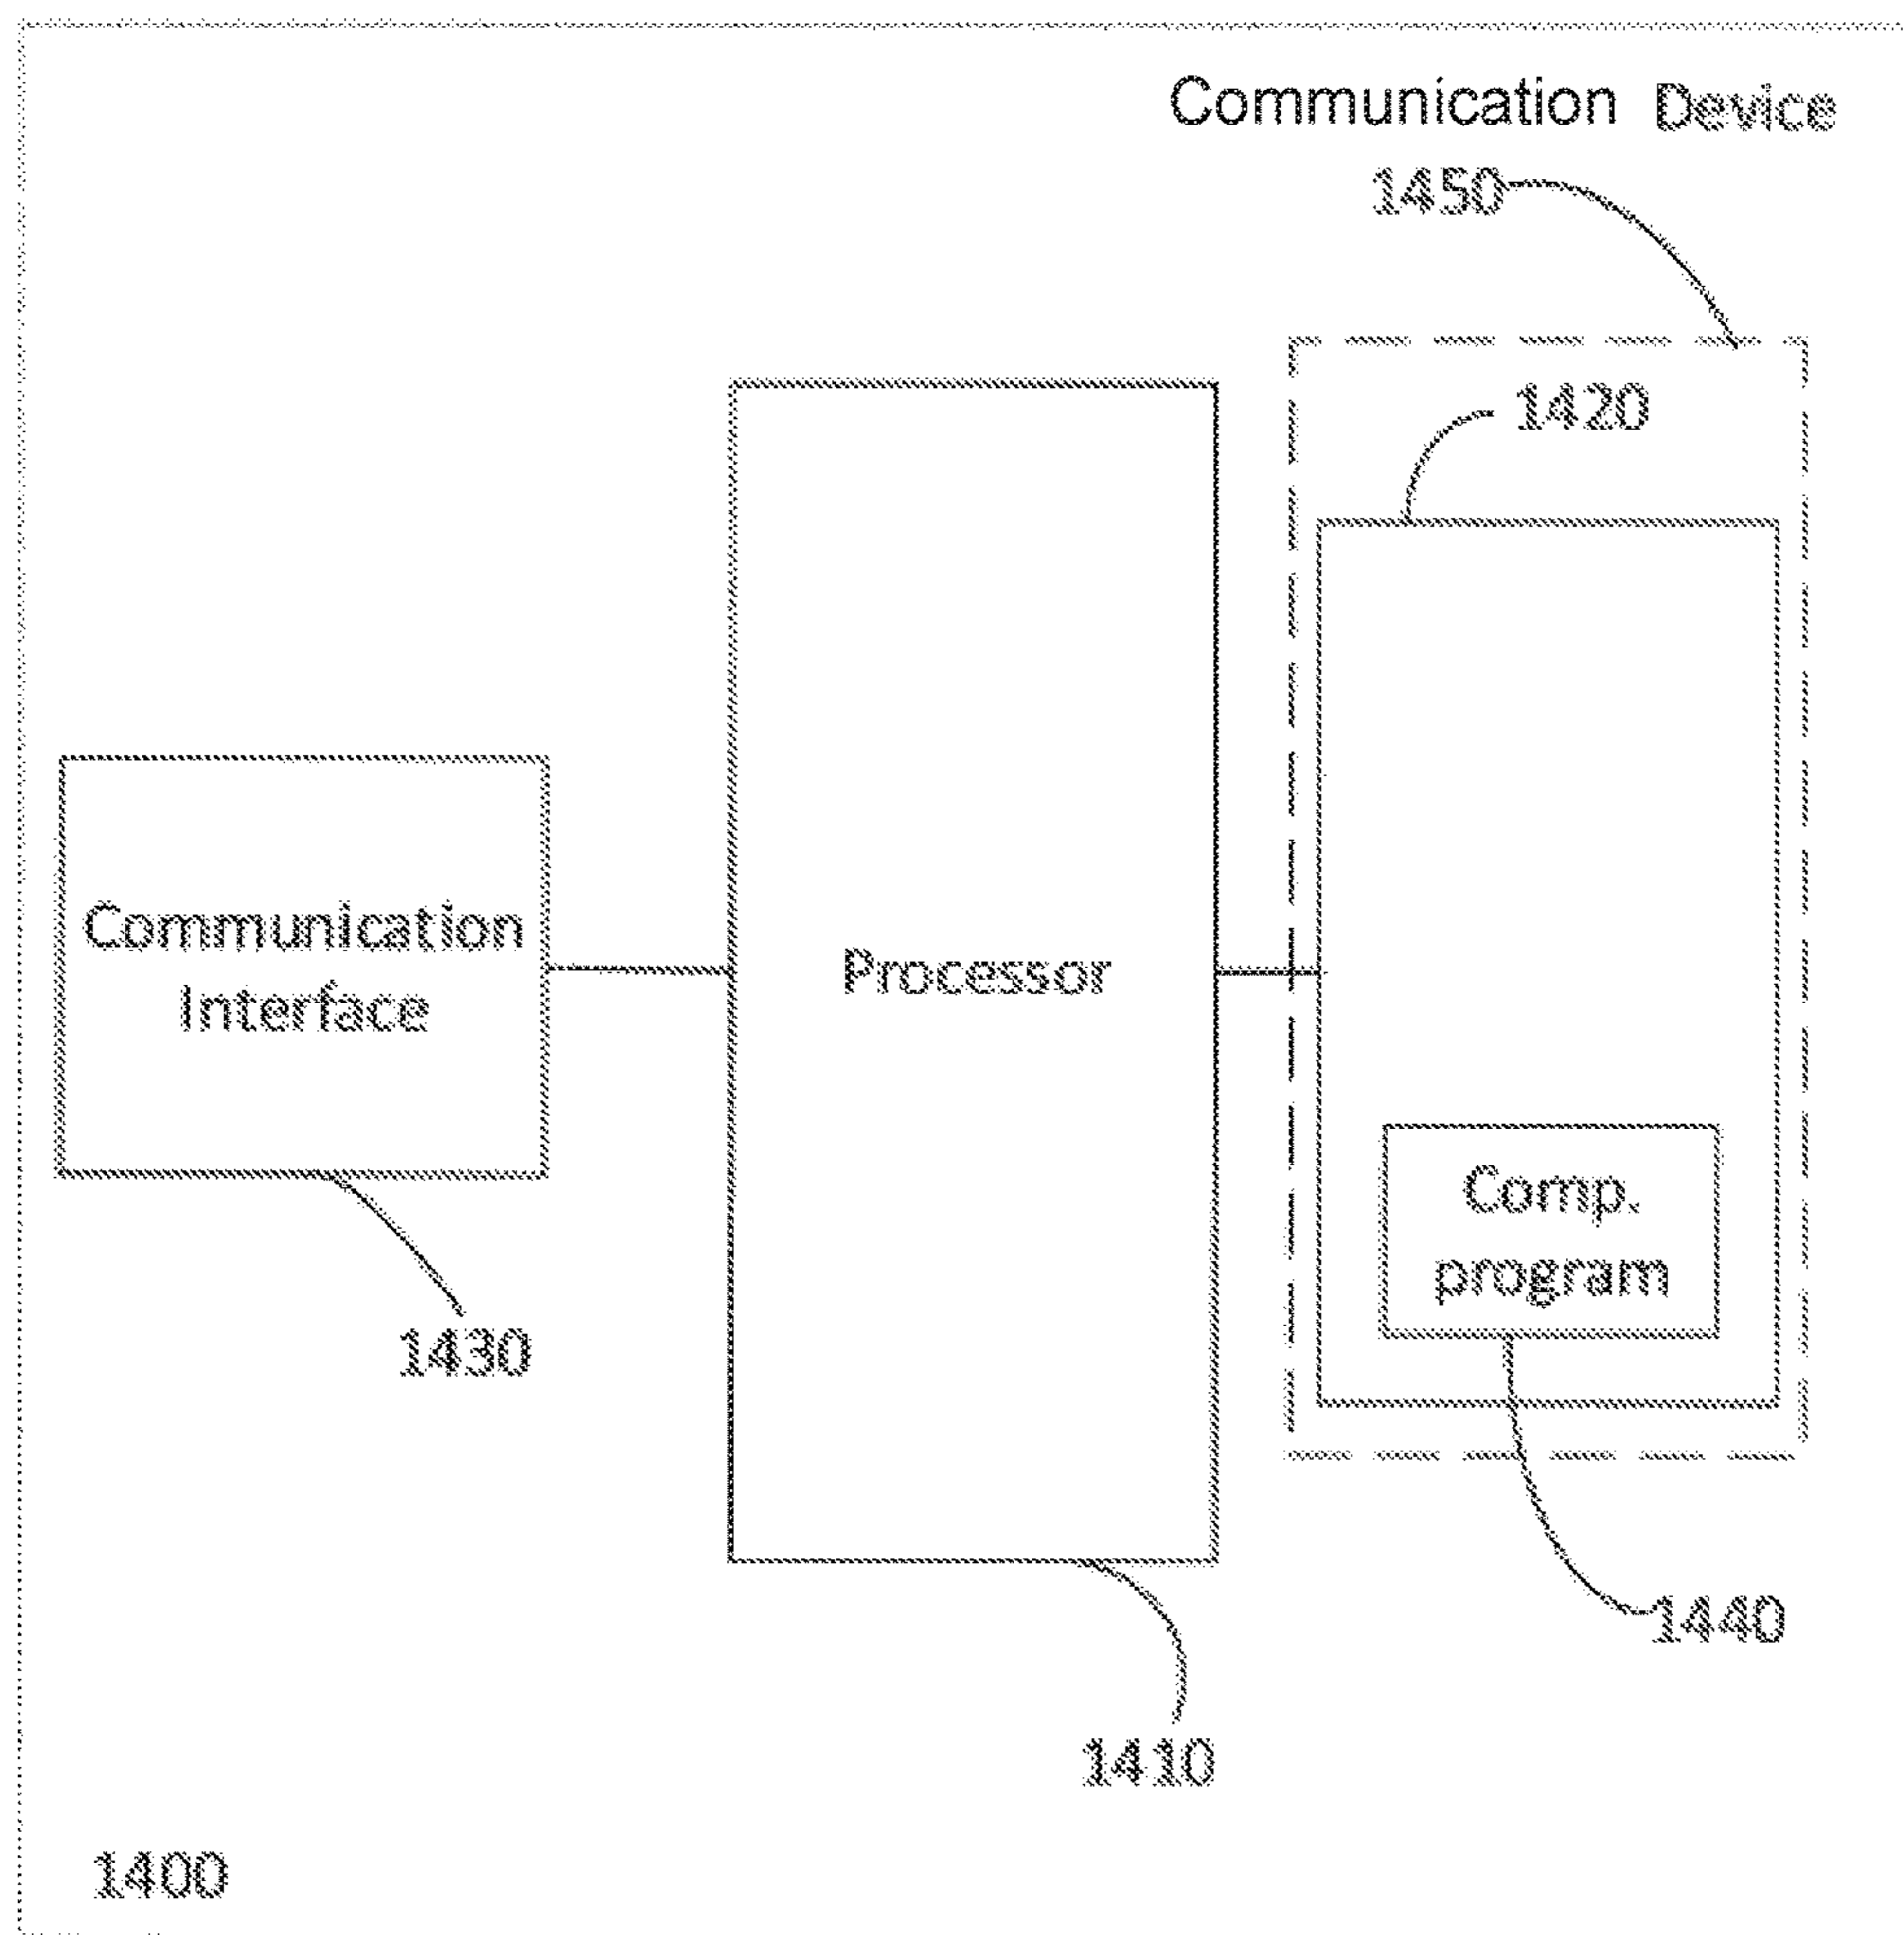 Communication Device
1450
1420
Communication
Interface
Processor
Comp.
program
1430
1440
1410
1400